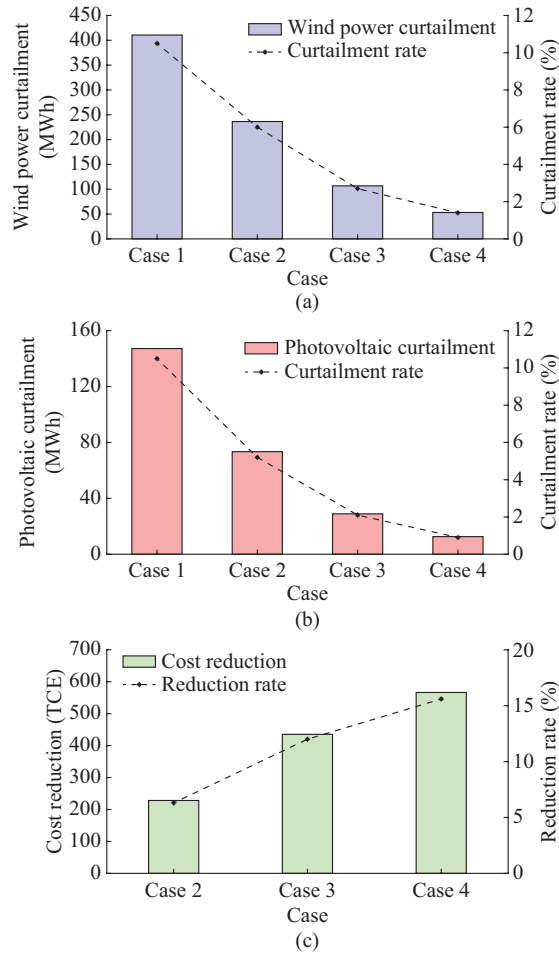 Wind power curtailment
(MWh)
450
400
350
300
250
200
150
100
50
0
Wind power curtailment
Curtailment rate
12
10
8
6
4
2
0
Curtailment rate (%)
Case 1
Case 2
Case 3
Case 4
Case
(a)
Photovoltaic curtailment
(MWh)
160
120
80
40
0
Photovoltaic curtailment
Curtailment rate
12
10
8
6
4
2
0
Curtailment rate (%)
Case 1
Case 2
Case 3
Case 4
Case
(b)
Cost reduction (TCE)
700
600
500
400
300
200
100
0
Cost reduction
Reduction rate
20
15
10
5
0
Reduction rate (%)
Case 2
Case 3
Case 4
Case
(c)